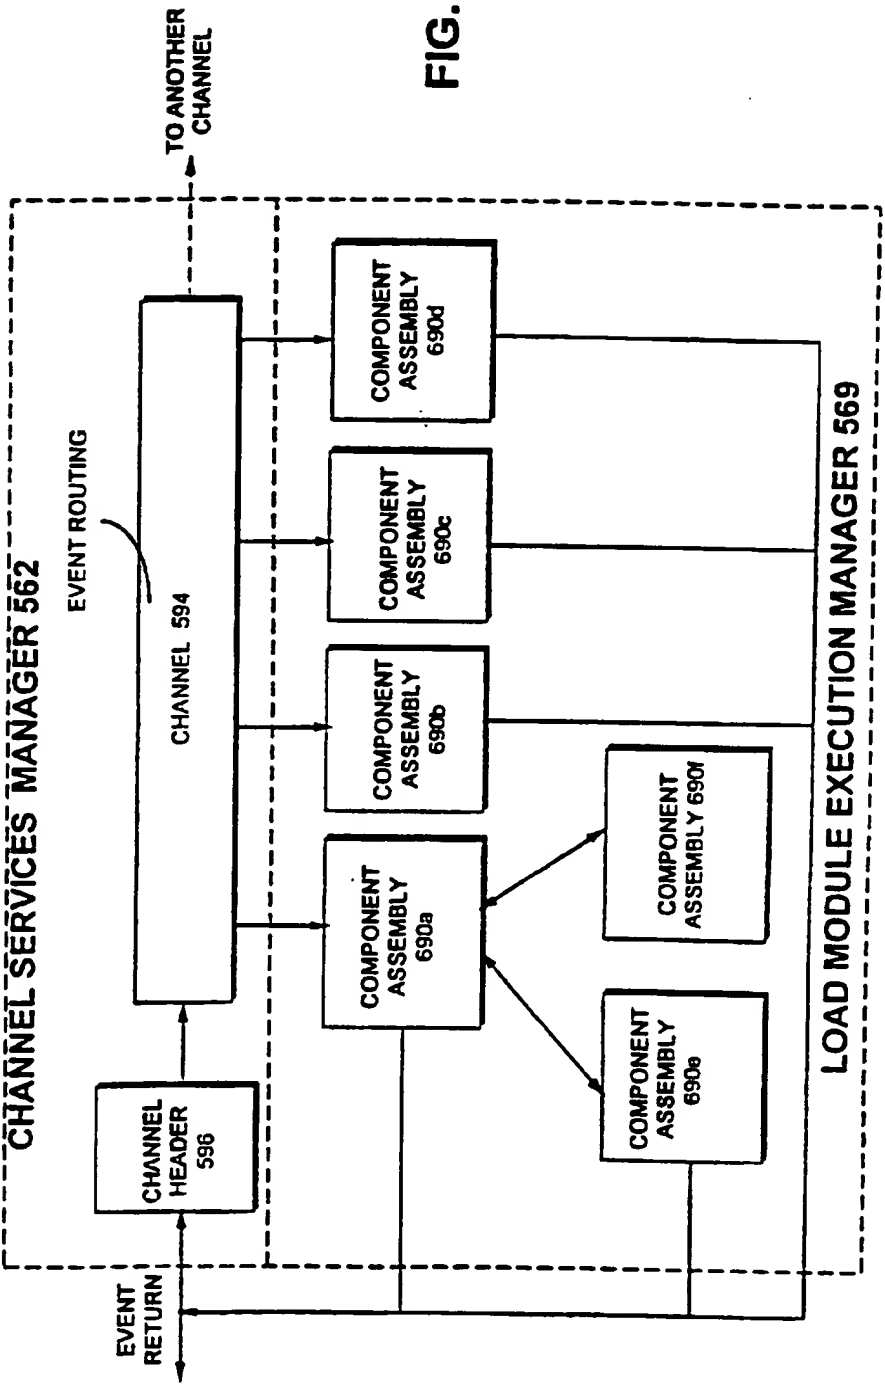 CHANNEL SERVICES MANAGER 562
EVENT
RETURN
CHANNEL
HEADER
596
EVENT ROUTING
CHANNEL 594
TO ANOTHER
CHANNEL
COMPONENT
ASSEMBLY
690a
COMPONENT
ASSEMBLY
690b
COMPONENT
ASSEMBLY
690c
COMPONENT
ASSEMBLY
690d
COMPONENT
ASSEMBLY
690e
COMPONENT
ASSEMBLY 690f
LOAD MODULE EXECUTION MANAGER 569
FIG.